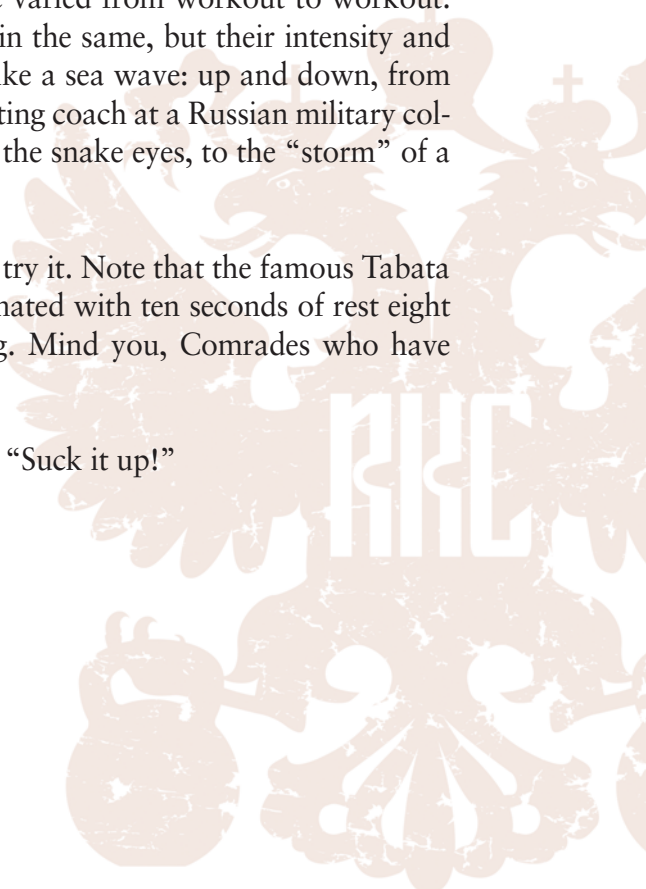 varied from workout to workout.
in the same, but their intensity and
ke a sea wave: up and down, from
ting coach at a Russian military col-
the snake eyes, to the “storm” of a
try it. Note that the famous Tabata
nated with ten seconds of rest eight
g. Mind you, Comrades who have
“Suck it up!”
RKC